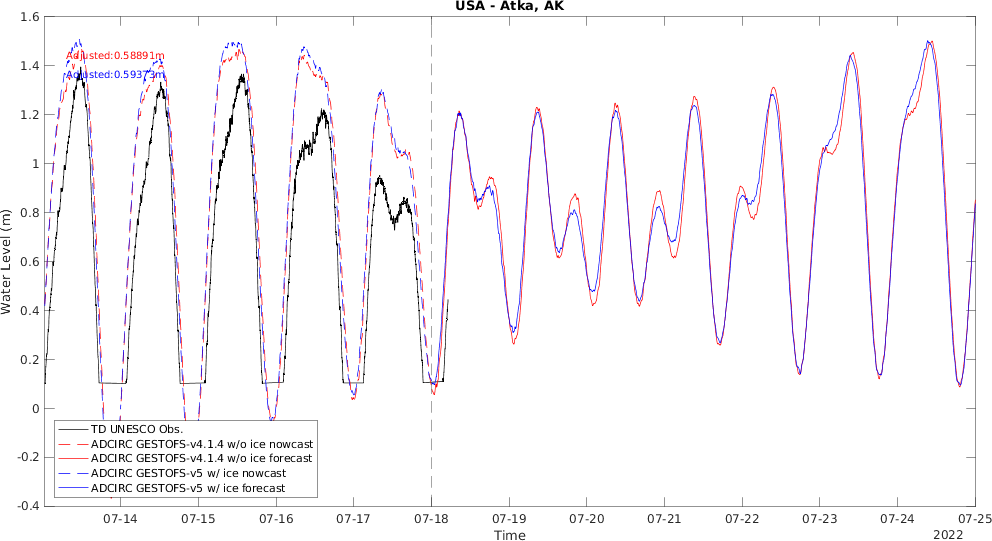 USA - Atka, AK
1.6
1.4
1.2
1
0.8
0.6
0.4
0.2
0
-0.2
-0.4
Water Level (m)
Adjusted:0.58891m
Adjusted:0.59373m
TD UNESCO Obs.
ADCIRC GESTOFS-v4.1.4 w/o ice nowcast
ADCIRC GESTOFS-v4.1.4 w/o ice forecast
ADCIRC GESTOFS-v5 w/ ice nowcast
ADCIRC GESTOFS-v5 w/ ice forecast
07-14 07-15 07-16 07-17 07-18 07-19 07-20 07-21 07-22 07-23 07-24 07-25
Time
2022